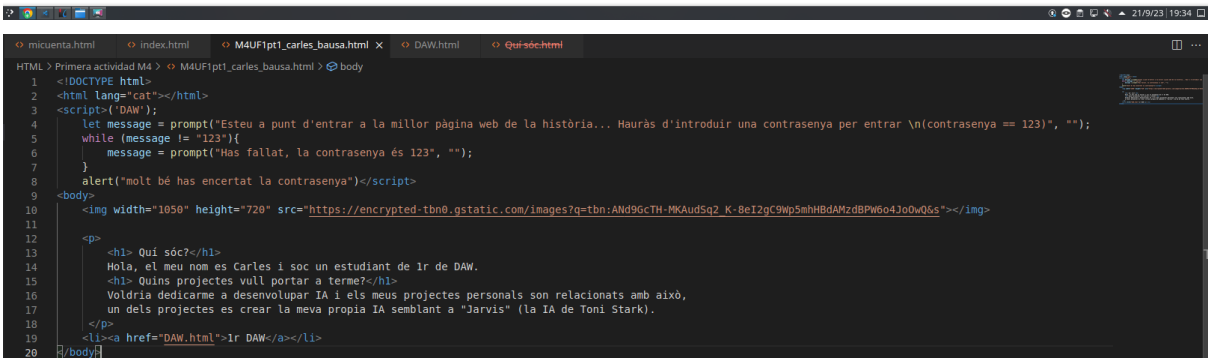 21/9/23 19:34
micuenta.html index.html M4UF1pt1_carles_bausa.html × DAW.html Quí sóc.html
HTML > Primera actividad M4 > M4UF1pt1_carles_bausa.html > body
1 <!DOCTYPE html>
2 <html lang="cat"></html>
3 <script>('DAW');
4 let message = prompt("Esteu a punt d'entrar a la millor pàgina web de la història... Hauràs d'introduir una contrasenya per entrar \n(contrasenya == 123)", "");
5 while (message != "123"){
6 message = prompt("Has fallat, la contrasenya és 123", "");
7 }
8 alert("molt bé has encertat la contrasenya")</script>
9 <body>
10 <img width="1050" height="720" src="https://encrypted-tbn0.gstatic.com/images?q=tbn:ANd9GcTH-MKAudSq2_K-8eI2gC9Wp5mhHBdAMzdBPW6o4JoOwQ&s"></img>
11
12 <p>
13 <h1> Quí sóc?</h1>
14 Hola, el meu nom es Carles i soc un estudiant de 1r de DAW.
15 <h1> Quins projectes vull portar a terme?</h1>
16 Voldria dedicarme a desenvolupar IA i els meus projectes personals son relacionats amb això,
17 un dels projectes es crear la meva propia IA semblant a "Jarvis" (la IA de Toni Stark).
18 </p>
19 <li><a href="DAW.html">1r DAW</a></li>
20 </body>